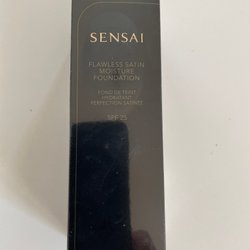 SENSAI
FLAWLESS SATIN
MOISTURE
FOUNDATION
FOND DE TEINT
HYDRATANT
PERFECTION SATINÉE
SPF 25